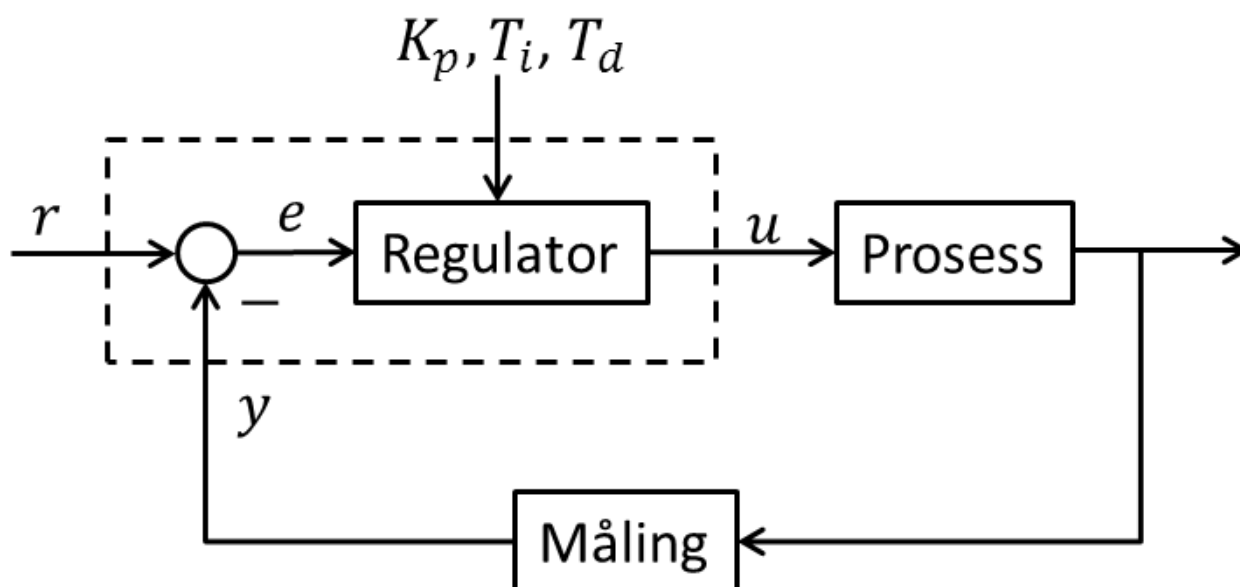 K_p, T_i, T_d
r
e
Regulator
u
Prosess
−
y
Måling